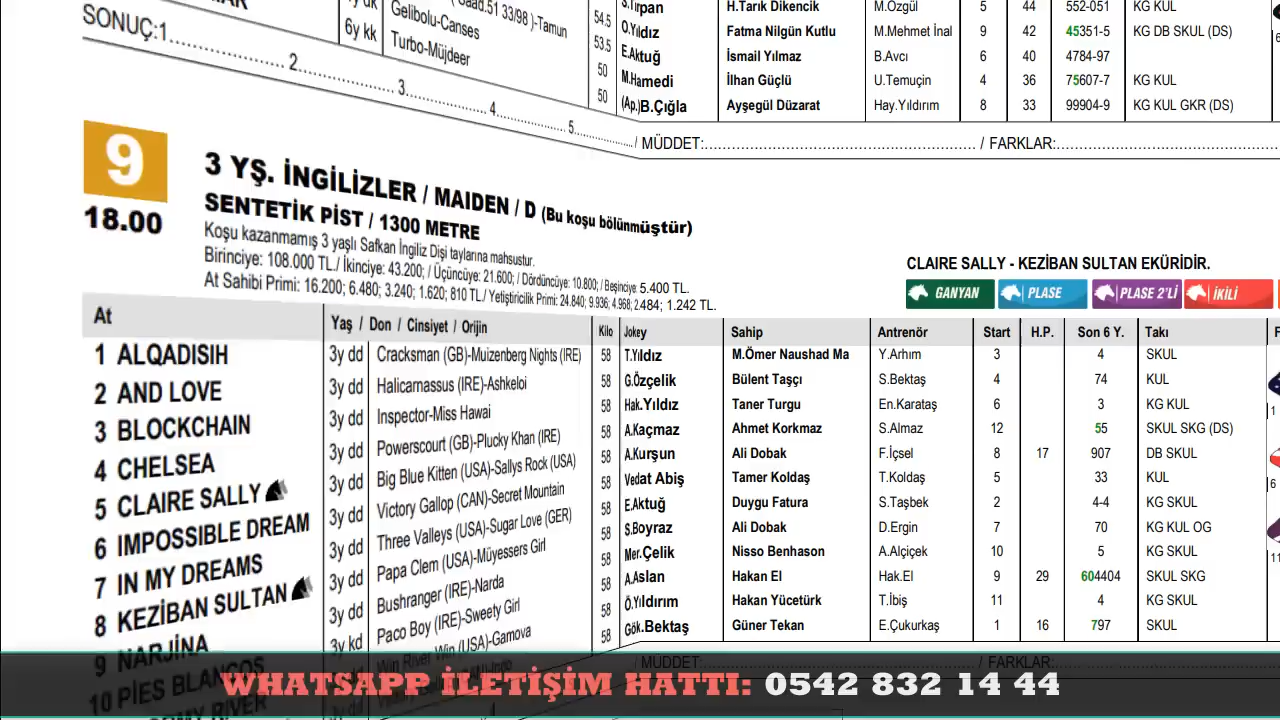 6y kk
Gelibolu-Canses
Turbo-Müjdeer
)-Tamun
54.5
53.5
50
50
O.Yıldız
E.Aktuğ
M.Hamedi
(Ap.)B.Çığla
H.Tarık Dikencik M.Özgül 5 44 552-051 KG KUL
Fatma Nilgün Kutlu M.Mehmet İnal 9 42 45351-5 KG DB SKUL (DS)
İsmail Yılmaz B.Avcı 6 40 4784-97
İlhan Güçlü U.Temuçin 4 36 75607-7 KG KUL
Ayşegül Düzarat Hay.Yıldırım 8 33 99904-9 KG KUL GKR (DS)
SONUÇ:1.................. 2.................. 3.................. 4.................. 5.................. / MÜDDET:.................. / FARKLAR:..................
9
18.00
3 YŞ. İNGİLİZLER / MAIDEN / D (Bu koşu bölünmüştür)
SENTETİK PİST / 1300 METRE
Koşu kazanmamış 3 yaşlı Safkan İngiliz Dişi taylarına mahsustur.
Birinciye: 108.000 TL./ İkinciye: 43.200; / Üçüncüye: 21.600; / Dördüncüye: 10.800; / Beşinciye: 5.400 TL.
At Sahibi Primi: 16.200; 6.480; 3.240; 1.620; 810 TL./ Yetiştiricilik Primi: 24.840; 9.936; 4.968; 2.484; 1.242 TL.
CLAIRE SALLY - KEZİBAN SULTAN EKÜRİDİR.
GANYAN PLASE PLASE 2'Lİ İKİLİ
At Yaş / Don / Cinsiyet / Orijin Kilo Jokey Sahip Antrenör Start H.P. Son 6 Y. Takı
1 ALQADISIH 3y dd Cracksman (GB)-Muizenberg Nights (IRE) 58 T.Yıldız M.Ömer Naushad Ma Y.Arhım 3 4 SKUL
2 AND LOVE 3y dd Halicarnassus (IRE)-Ashkeloi 58 G.Özçelik Bülent Taşçı S.Bektaş 4 74 KUL
3 BLOCKCHAIN 3y dd Inspector-Miss Hawai 58 Hak.Yıldız Taner Turgu En.Karataş 6 3 KG KUL
4 CHELSEA 3y dd Powerscourt (GB)-Plucky Khan (IRE) 58 A.Kaçmaz Ahmet Korkmaz S.Almaz 12 55 SKUL SKG (DS)
5 CLAIRE SALLY 3y dd Big Blue Kitten (USA)-Sallys Rock (USA) 58 A.Kurşun Ali Dobak F.İçsel 8 17 907 DB SKUL
6 IMPOSSIBLE DREAM 3y dd Victory Gallop (CAN)-Secret Mountain 58 Vedat Abiş Tamer Koldaş T.Koldaş 5 33 KUL
7 IN MY DREAMS 3y dd Three Valleys (USA)-Sugar Love (GER) 58 E.Aktuğ Duygu Fatura S.Taşbek 2 4-4 KG SKUL
8 KEZİBAN SULTAN 3y dd Papa Clem (USA)-Müyessers Girl 58 S.Boyraz Ali Dobak D.Ergin 7 70 KG KUL OG
9 NARJİNA 3y dd Bushranger (IRE)-Narda 58 Mer.Çelik Nisso Benhason A.Alçiçek 10 5 KG SKUL
10 PİES BLANCOS 3y kd Paco Boy (IRE)-Sweety Girl 58 A.Aslan Hakan El Hak.El 9 29 604404 SKUL SKG
Win River Win (USA)-Gamova 58 Ö.Yıldırım Hakan Yücetürk T.İbiş 11 4 KG SKUL
58 Gök.Bektaş Güner Tekan E.Çukurkaş 1 16 797 SKUL
/ MÜDDET: / FARKLAR:
WHATSAPP İLETİŞİM HATTI: 0542 832 14 44